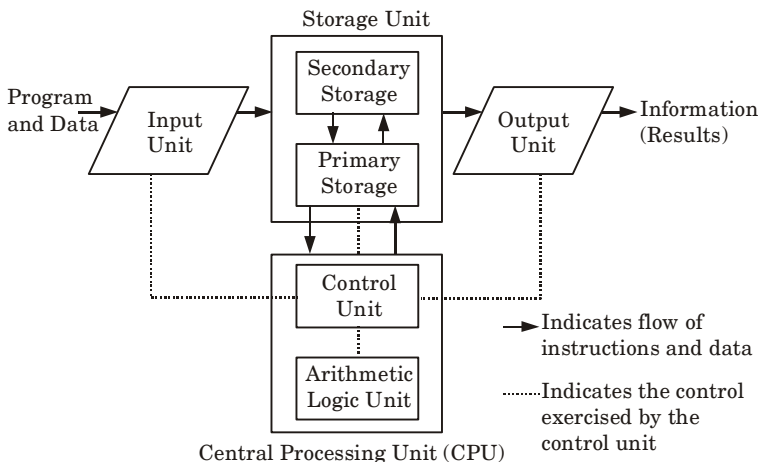 Storage Unit
Secondary
Storage
Program
and Data
Input
Unit
Output
Unit
Information
(Results)
Primary
Storage
Control
Unit
Indicates flow of
instructions and data
Arithmetic
Logic Unit
Indicates the control
exercised by the
control unit
Central Processing Unit (CPU)